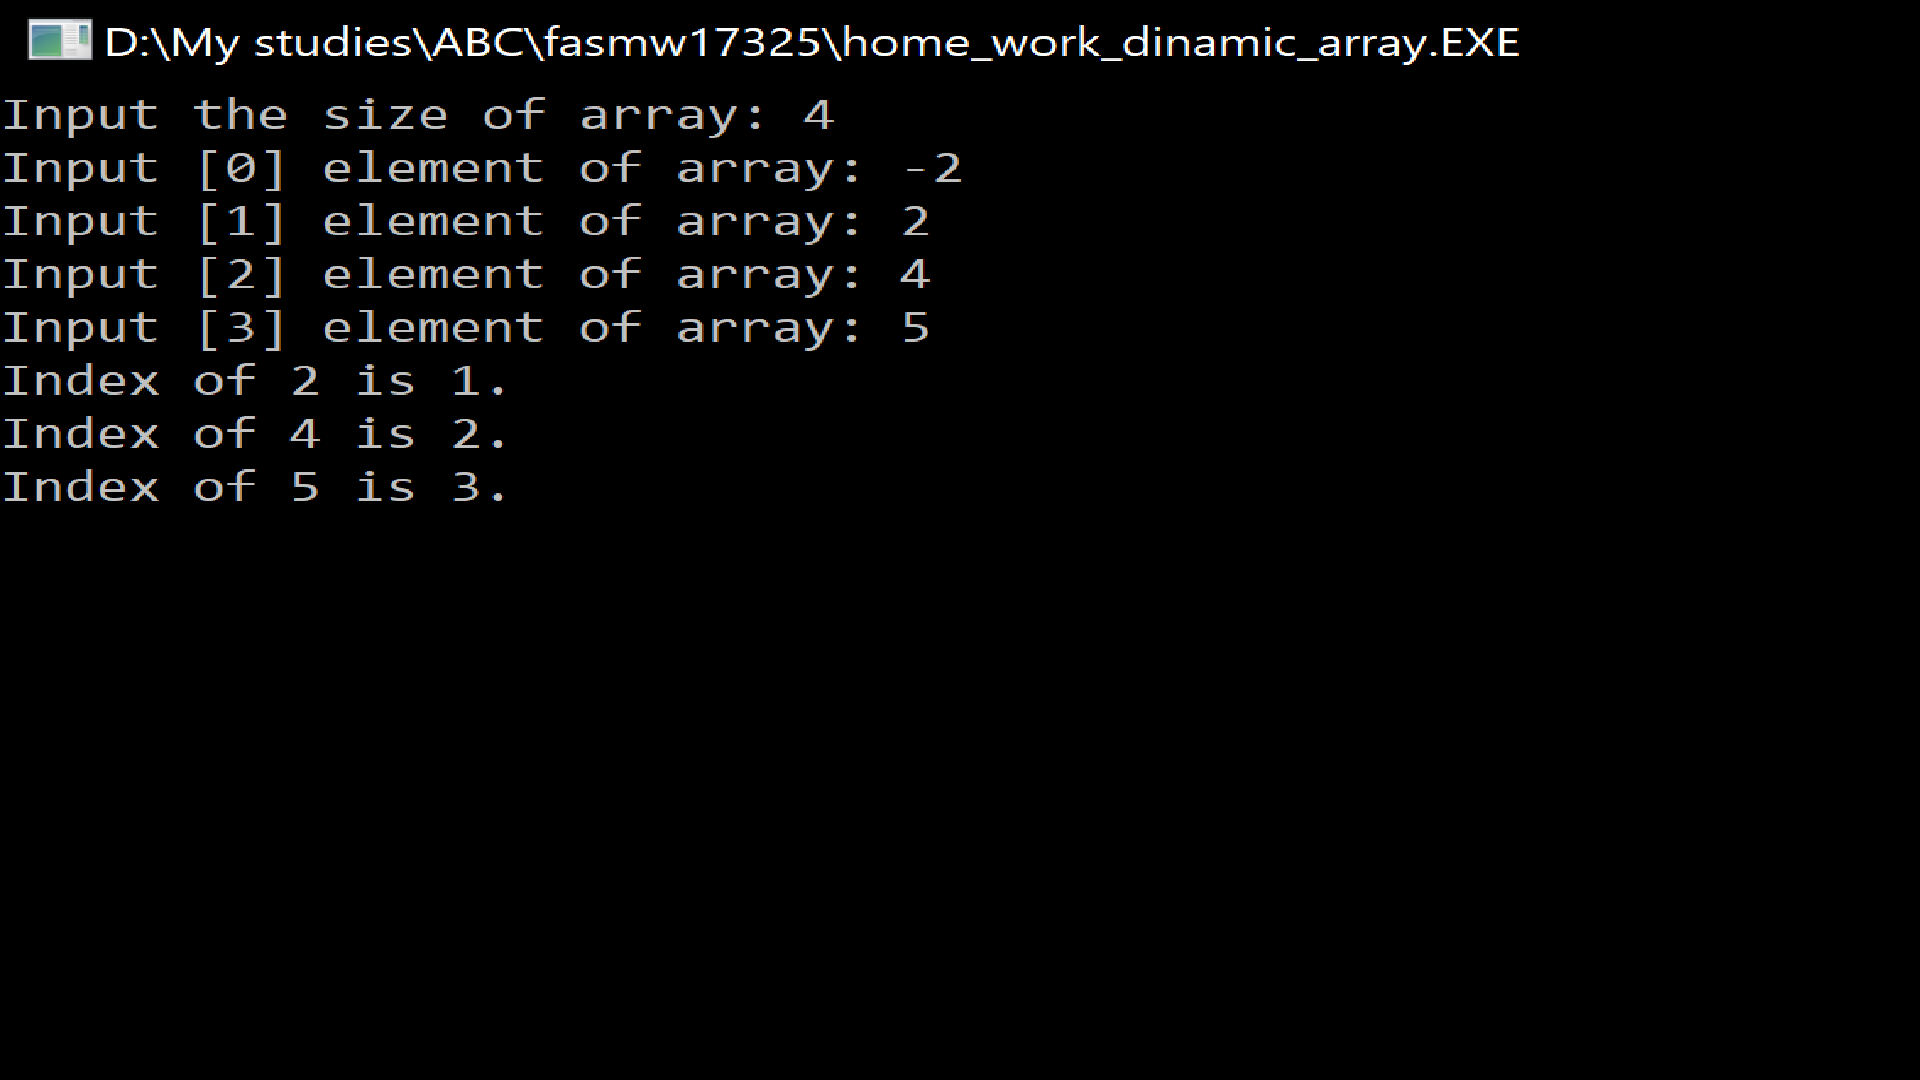 D:\My studies\ABC\fasmw17325\home_work_dinamic_array.EXE
Input the size of array: 4
Input [0] element of array: -2
Input [1] element of array: 2
Input [2] element of array: 4
Input [3] element of array: 5
Index of 2 is 1.
Index of 4 is 2.
Index of 5 is 3.